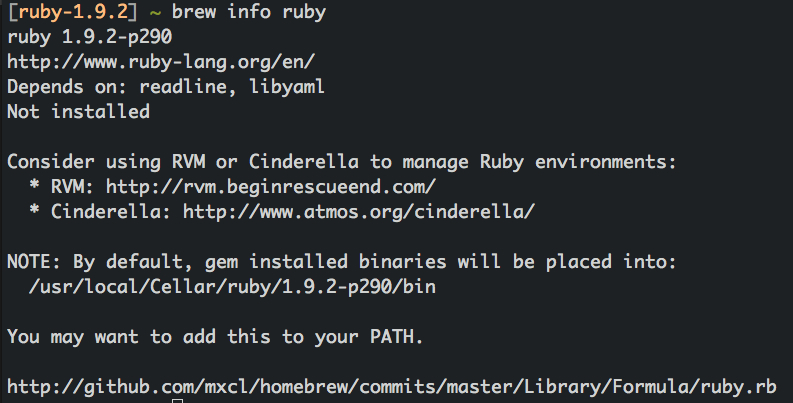 [ruby-1.9.2] ~ brew info ruby
ruby 1.9.2-p290
http://www.ruby-lang.org/en/
Depends on: readline, libyaml
Not installed
Consider using RVM or Cinderella to manage Ruby environments:
* RVM: http://rvm.beginrescueend.com/
* Cinderella: http://www.atmos.org/cinderella/
NOTE: By default, gem installed binaries will be placed into:
/usr/local/Cellar/ruby/1.9.2-p290/bin
You may want to add this to your PATH.
http://github.com/mxcl/homebrew/commits/master/Library/Formula/ruby.rb